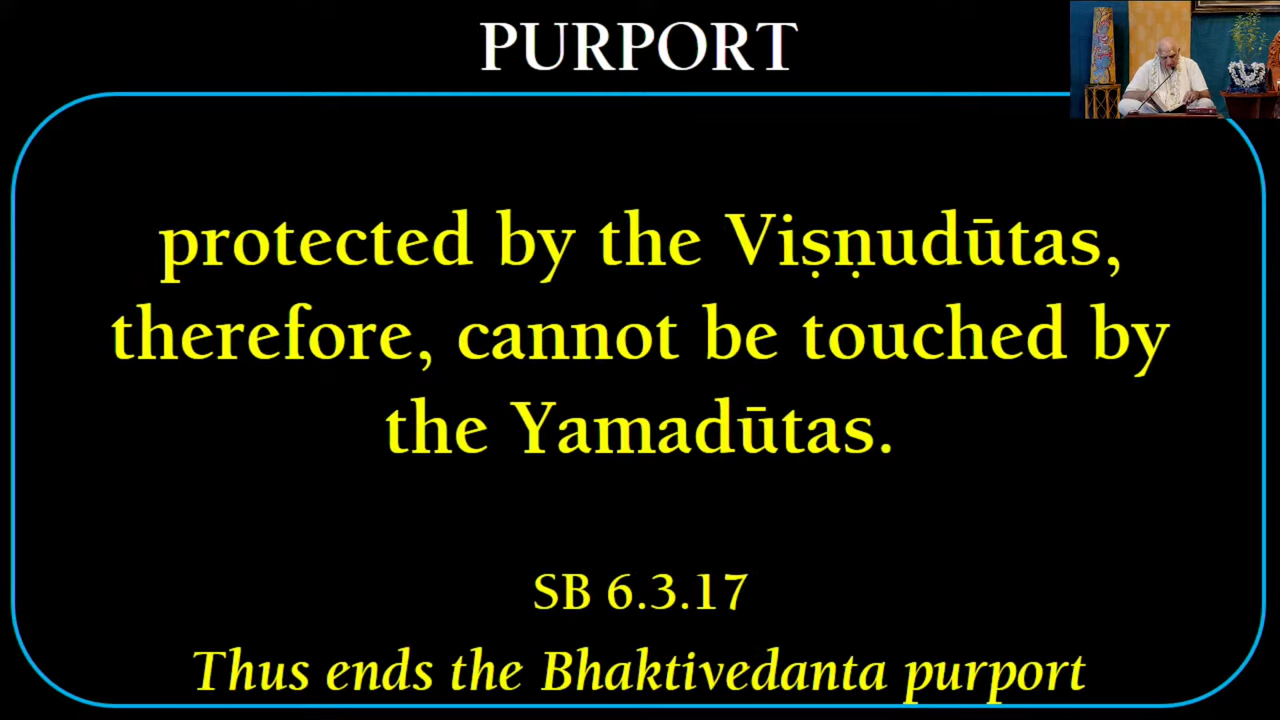 PURPORT
protected by the Viṣṇudūtas,
therefore, cannot be touched by
the Yamadūtas.
SB 6.3.17
Thus ends the Bhaktivedanta purport